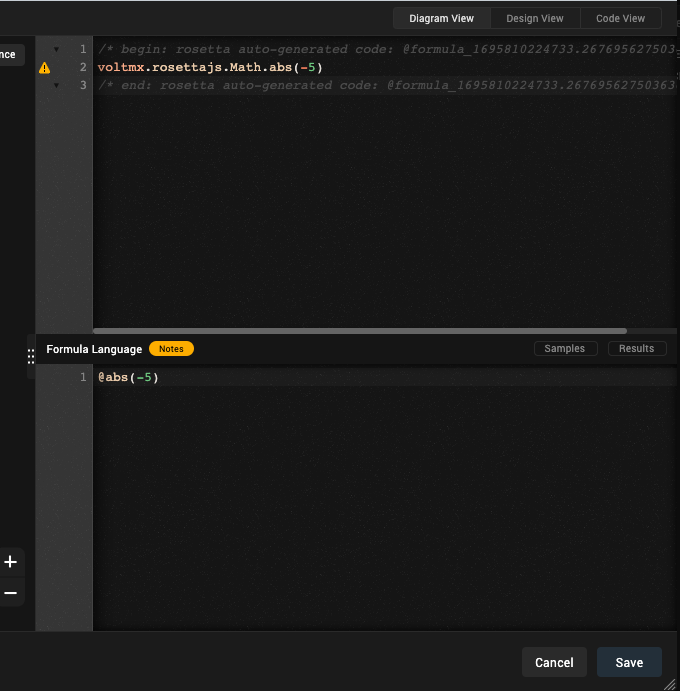 Diagram View Design View Code View
nce
1 /* begin: rosetta auto-generated code: @formula_1695810224733.267695627503
2 voltmx.rosettajs.Math.abs(-5)
3 /* end: rosetta auto-generated code: @formula_1695810224733.26769562750363
Formula Language Notes Samples Results
1 @abs(-5)
Cancel Save